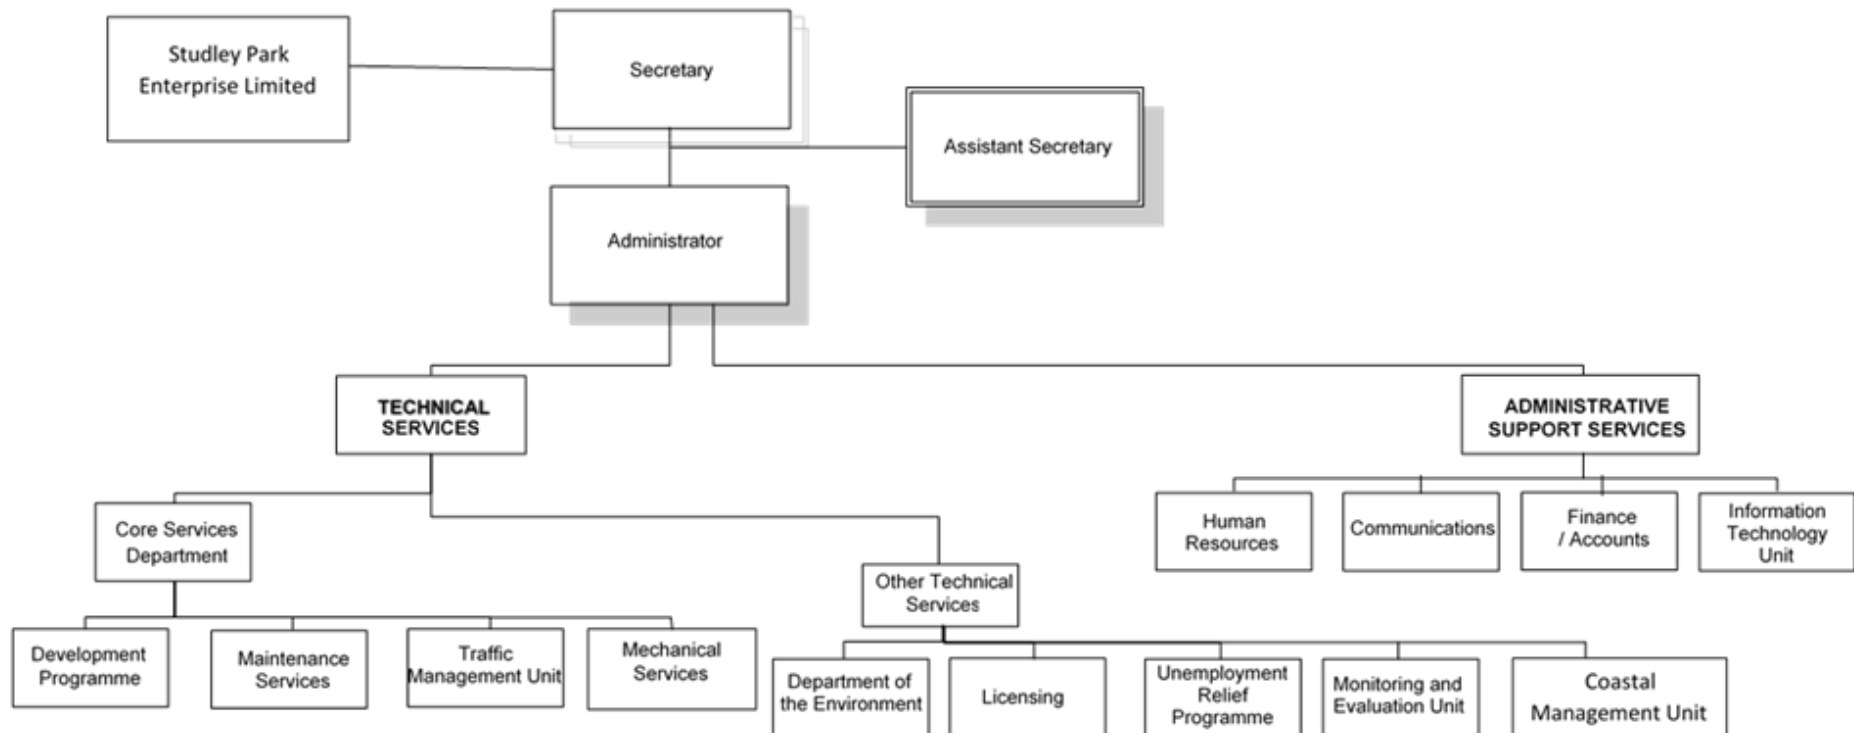 Studley Park
Enterprise Limited
Secretary
Assistant Secretary
Administrator
TECHNICAL
SERVICES
ADMINISTRATIVE
SUPPORT SERVICES
Core Services
Department
Human
Resources
Communications
Finance
/ Accounts
Information
Technology
Unit
Other Technical
Services
Development
Programme
Maintenance
Services
Traffic
Management Unit
Mechanical
Services
Department of
the Environment
Licensing
Unemployment
Relief
Programme
Monitoring and
Evaluation Unit
Coastal
Management Unit